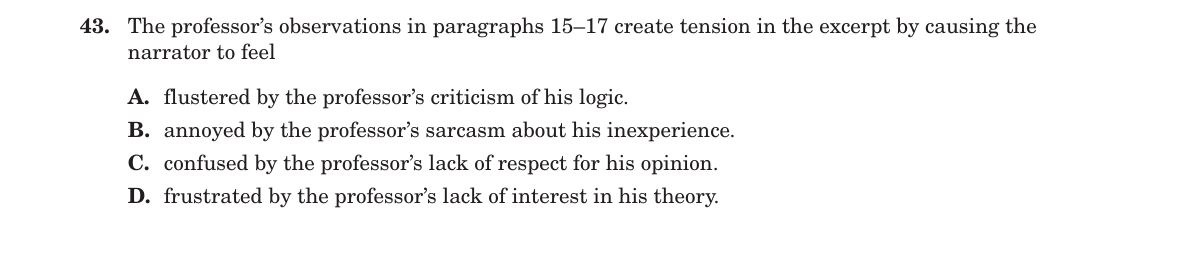 43. The professor’s observations in paragraphs 15–17 create tension in the excerpt by causing the
narrator to feel
A. flustered by the professor’s criticism of his logic.
B. annoyed by the professor’s sarcasm about his inexperience.
C. confused by the professor’s lack of respect for his opinion.
D. frustrated by the professor’s lack of interest in his theory.